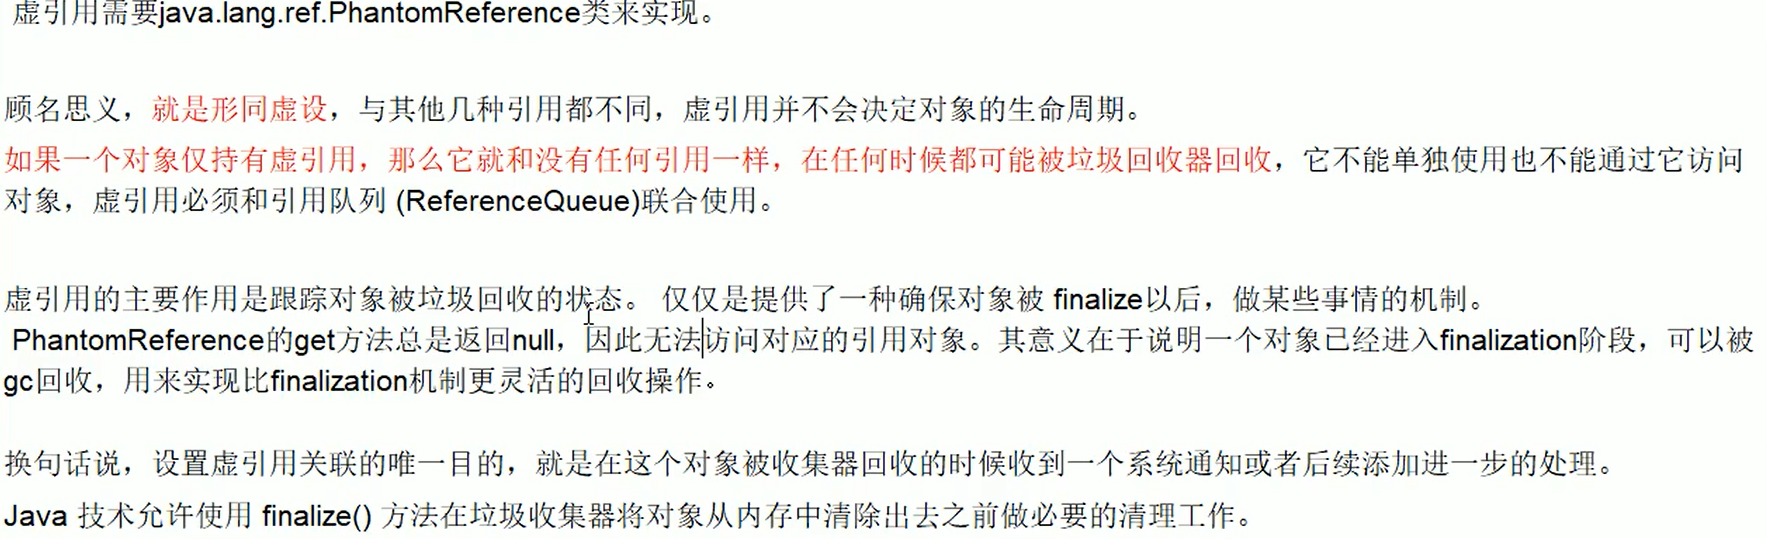 虚引用需要java.lang.ref.PhantomReference类来实现。
顾名思义，就是形同虚设，与其他几种引用都不同，虚引用并不会决定对象的生命周期。
如果一个对象仅持有虚引用，那么它就和没有任何引用一样，在任何时候都可能被垃圾回收器回收，它不能单独使用也不能通过它访问
对象，虚引用必须和引用队列 (ReferenceQueue)联合使用。
虚引用的主要作用是跟踪对象被垃圾回收的状态。 仅仅是提供了一种确保对象被 finalize以后，做某些事情的机制。
PhantomReference的get方法总是返回null，因此无法访问对应的引用对象。其意义在于说明一个对象已经进入finalization阶段，可以被
gc回收，用来实现比finalization机制更灵活的回收操作。
换句话说，设置虚引用关联的唯一目的，就是在这个对象被收集器回收的时候收到一个系统通知或者后续添加进一步的处理。
Java 技术允许使用 finalize() 方法在垃圾收集器将对象从内存中清除出去之前做必要的清理工作。